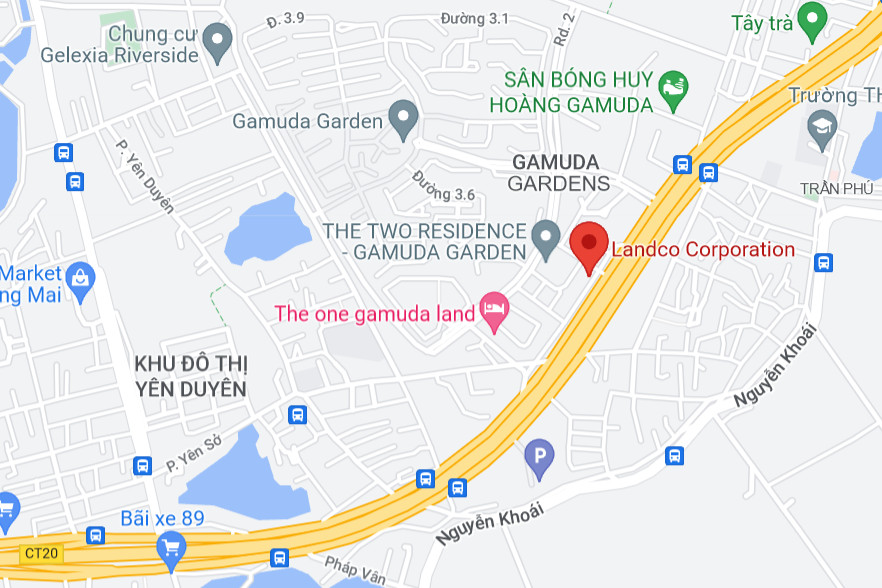 Đ. 3.9
Đường 3.1
Rd. 2
Tây trà
Chung cư
Gelexia Riverside
SÂN BÓNG HUY
HOÀNG GAMUDA
Trường TH
Gamuda Garden
P. Yên Duyên
GAMUDA
GARDENS
Đường 3.6
TRẦN PHÚ
THE TWO RESIDENCE
- GAMUDA GARDEN
Landco Corporation
Market
ng Mai
The one gamuda land
KHU ĐÔ THỊ
YÊN DUYÊN
Nguyễn Khoái
P. Yên Sở
P
Bãi xe 89
Nguyễn Khoái
CT20
Pháp Vân